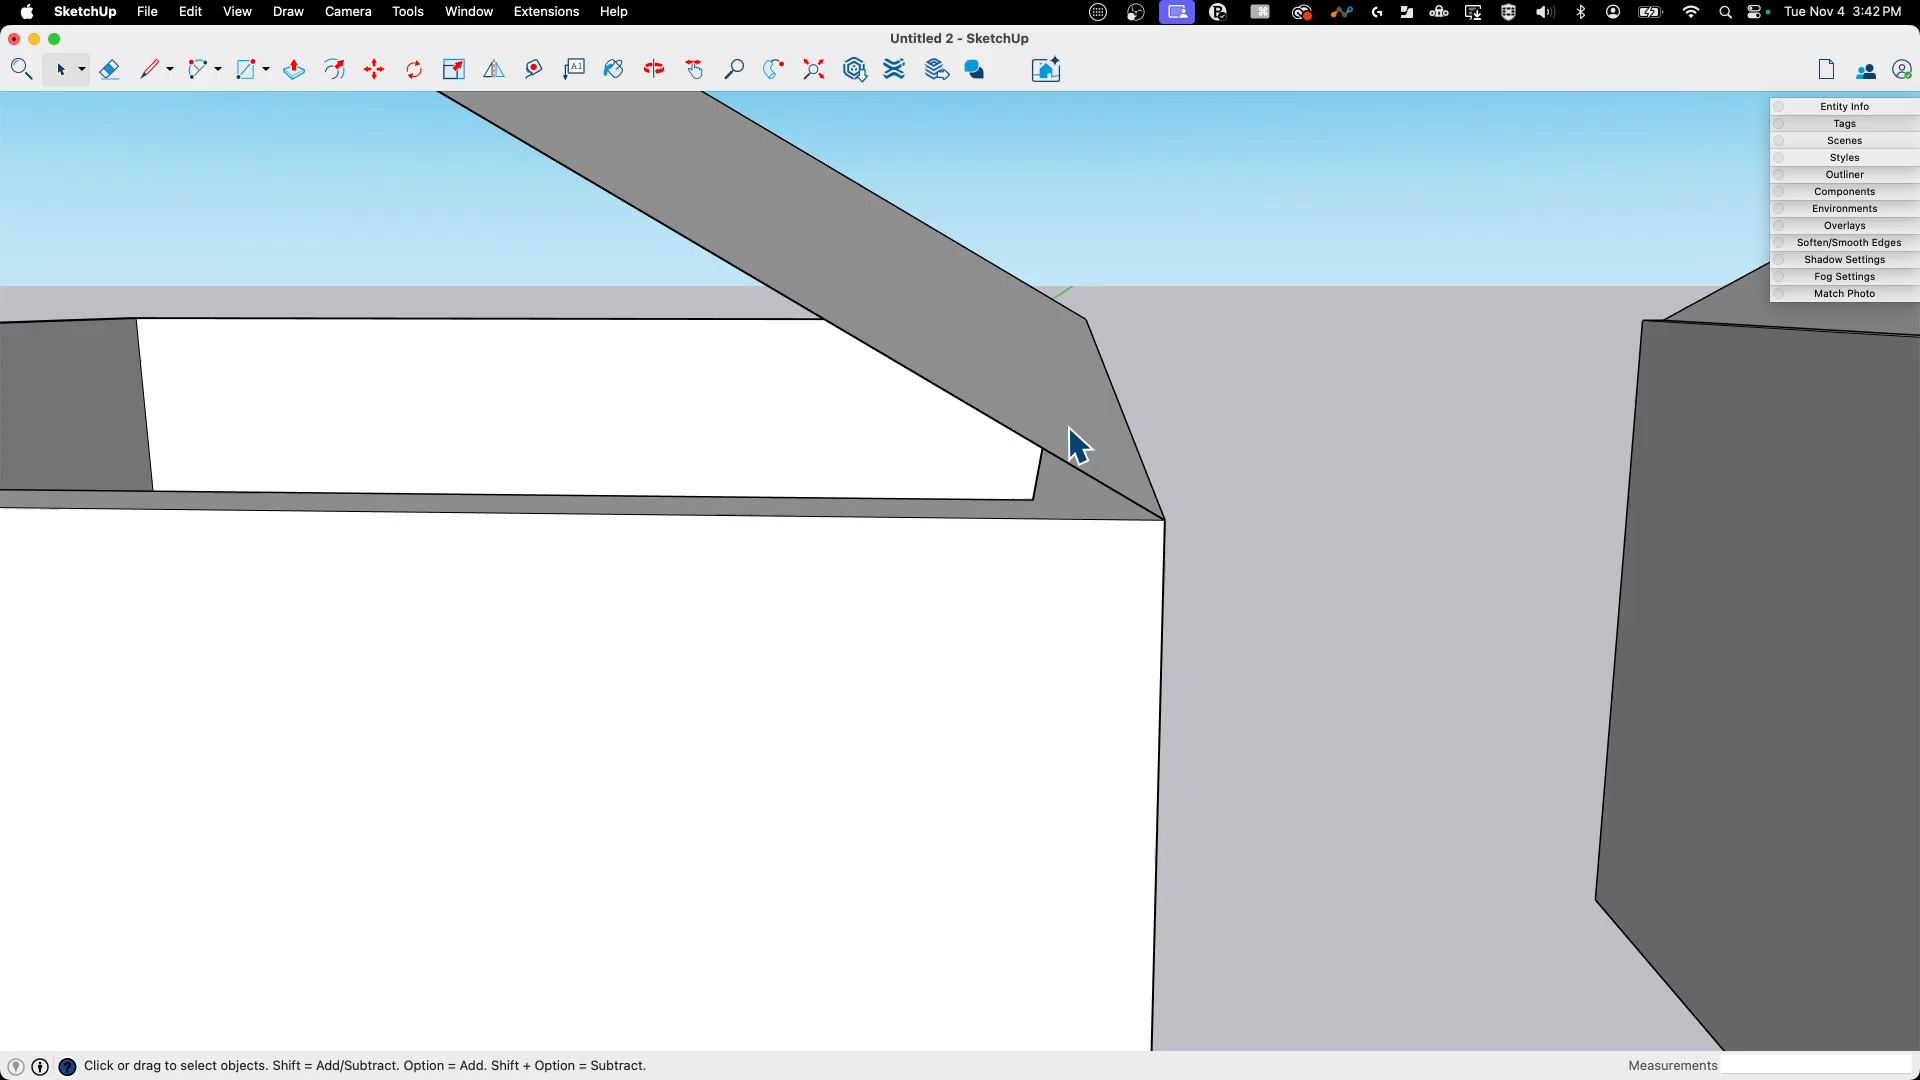 SketchUp File Edit View Draw Camera Tools Window Extensions Help Tue Nov 4 3:42 PM
Untitled 2 - SketchUp
A1
Entity Info
Tags
Scenes
Styles
Outliner
Components
Environments
Overlays
Soften/Smooth Edges
Shadow Settings
Fog Settings
Match Photo
Click or drag to select objects. Shift = Add/Subtract. Option = Add. Shift + Option = Subtract. Measurements